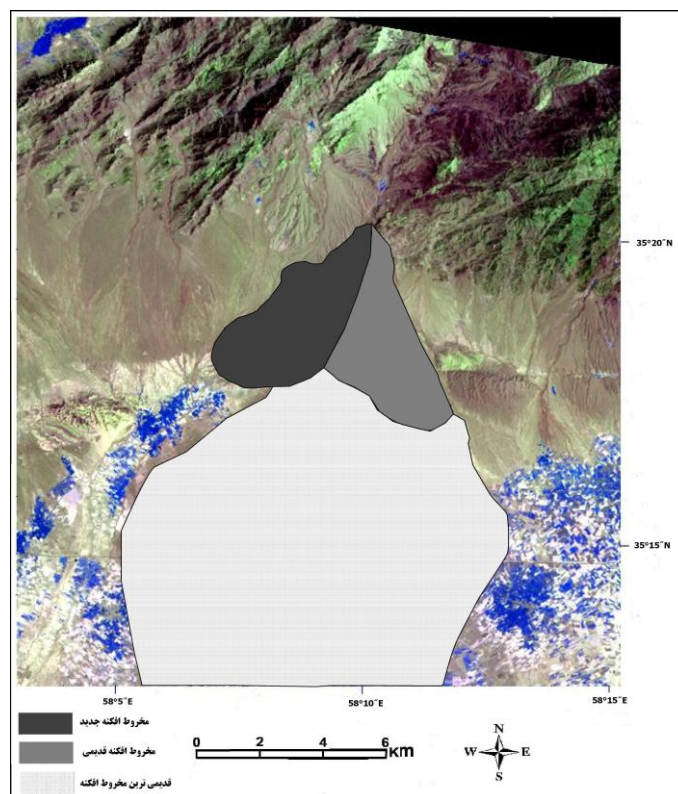 35°20´N
35°15´N
58°5´E
58°10´E
58°15´E
مخروط افکنه جدید
مخروط افکنه قدیمی
قدیمی ترین مخروط افکنه
0 2 4 6
KM
N
W E
S